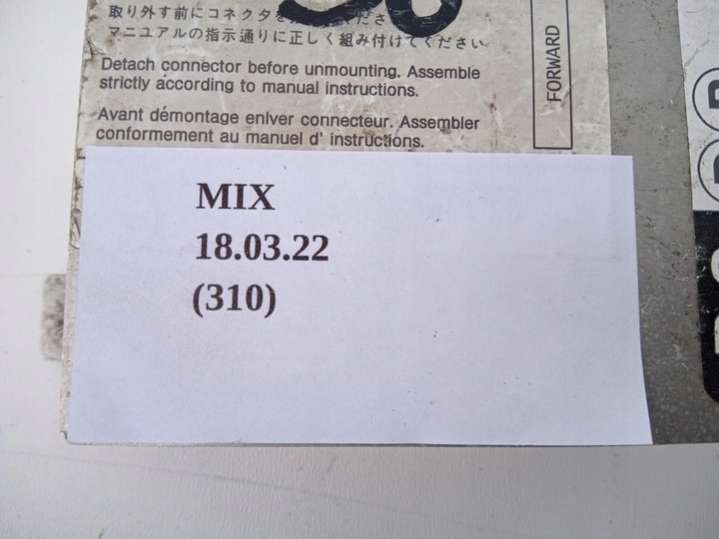 取り外す前にコネクタを
マニュアルの指示通りに正しく組み付けてください
Detach connector before unmounting. Assemble
strictly according to manual instructions.
Avant démontage enlver connecteur. Assembler
conformement au manuel d' instructions.
FORWARD
MIX
18.03.22
(310)